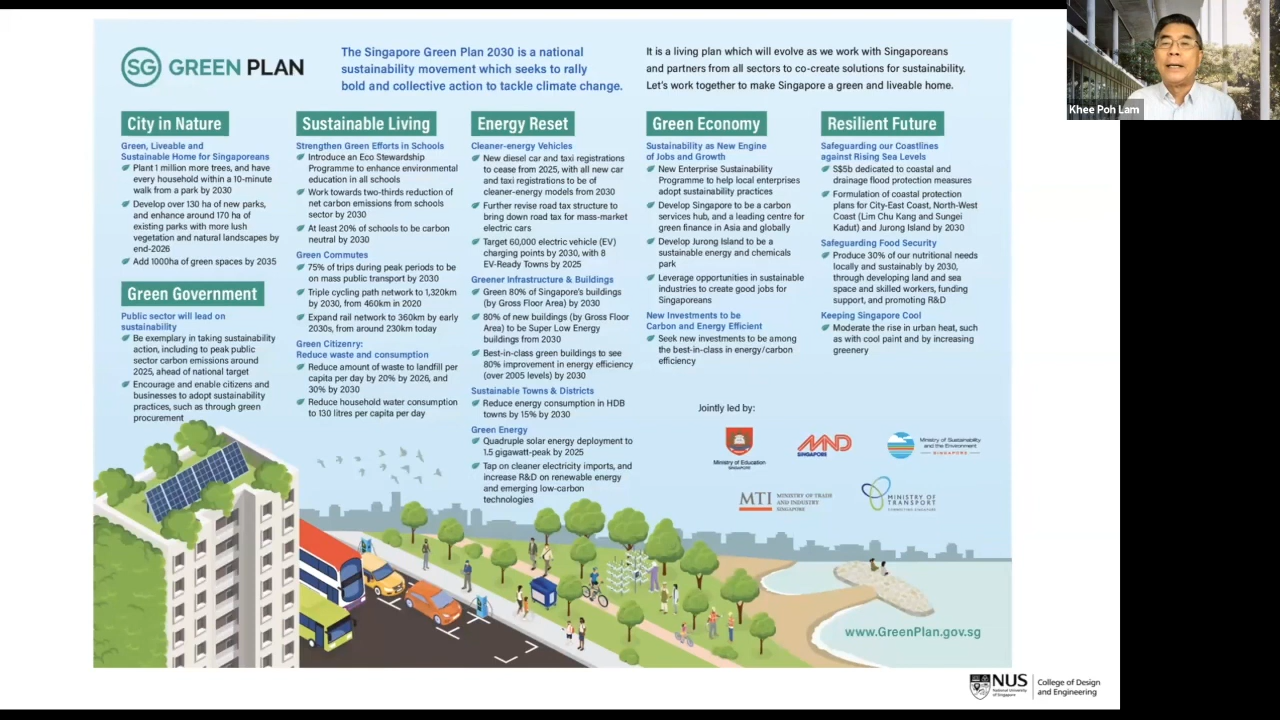 Khee Poh Lam
SG GREEN PLAN
The Singapore Green Plan 2030 is a national
sustainability movement which seeks to rally
bold and collective action to tackle climate change.
It is a living plan which will evolve as we work with Singaporeans
and partners from all sectors to co-create solutions for sustainability.
Let's work together to make Singapore a green and liveable home.
City in Nature
Green, Liveable and
Sustainable Home for Singaporeans
Plant 1 million more trees, and have
every household within a 10-minute
walk from a park by 2030
Develop over 130 ha of new parks,
and enhance around 170 ha of
existing parks with more lush
vegetation and natural landscapes by
end-2026
Add 1000ha of green spaces by 2035
Green Government
Public sector will lead on
sustainability
Be exemplary in taking sustainability
action, including to peak public
sector carbon emissions around
2025, ahead of national target
Encourage and enable citizens and
businesses to adopt sustainability
practices, such as through green
procurement
Sustainable Living
Strengthen Green Efforts in Schools
Introduce an Eco Stewardship
Programme to enhance environmental
education in all schools
Work towards two-thirds reduction of
net carbon emissions from schools
sector by 2030
At least 20% of schools to be carbon
neutral by 2030
Green Commutes
75% of trips during peak periods to be
on mass public transport by 2030
Triple cycling path network to 1,320km
by 2030, from 460km in 2020
Expand rail network to 360km by early
2030s, from around 230km today
Green Citizenry:
Reduce waste and consumption
Reduce amount of waste to landfill per
capita per day by 20% by 2026, and
30% by 2030
Reduce household water consumption
to 130 litres per capita per day
Energy Reset
Cleaner-energy Vehicles
New diesel car and taxi registrations
to cease from 2025, with all new car
and taxi registrations to be of
cleaner-energy models from 2030
Further revise road tax structure to
bring down road tax for mass-market
electric cars
Target 60,000 electric vehicle (EV)
charging points by 2030, with 8
EV-Ready Towns by 2025
Greener Infrastructure & Buildings
Green 80% of Singapore's buildings
(by Gross Floor Area) by 2030
80% of new buildings (by Gross Floor
Area) to be Super Low Energy
buildings from 2030
Best-in-class green buildings to see
80% improvement in energy efficiency
(over 2005 levels) by 2030
Sustainable Towns & Districts
Reduce energy consumption in HDB
towns by 15% by 2030
Green Energy
Quadruple solar energy deployment to
1.5 gigawatt-peak by 2025
Tap on cleaner electricity imports, and
increase R&D on renewable energy
and emerging low-carbon
technologies
Green Economy
Sustainability as New Engine
of Jobs and Growth
New Enterprise Sustainability
Programme to help local enterprises
adopt sustainability practices
Develop Singapore to be a carbon
services hub, and a leading centre for
green finance in Asia and globally
Develop Jurong Island to be a
sustainable energy and chemicals
park
Leverage opportunities in sustainable
industries to create good jobs for
Singaporeans
New Investments to be
Carbon and Energy Efficient
Seek new investments to be among
the best-in-class in energy/carbon
efficiency
Resilient Future
Safeguarding our Coastlines
against Rising Sea Levels
S$5b dedicated to coastal and
drainage flood protection measures
Formulation of coastal protection
plans for City-East Coast, North-West
Coast (Lim Chu Kang and Sungei
Kadut) and Jurong Island by 2030
Safeguarding Food Security
Produce 30% of our nutritional needs
locally and sustainably by 2030,
through developing land and sea
space and skilled workers, funding
support, and promoting R&D
Keeping Singapore Cool
Moderate the rise in urban heat, such
as with cool paint and by increasing
greenery
Jointly led by:
Ministry of Education
SINGAPORE
MND
SINGAPORE
Ministry of Sustainability
and the Environment
SINGAPORE
MTI
MINISTRY OF TRADE
AND INDUSTRY
SINGAPORE
MINISTRY OF
TRANSPORT
www.GreenPlan.gov.sg
NUS
National University
of Singapore
College of Design
and Engineering